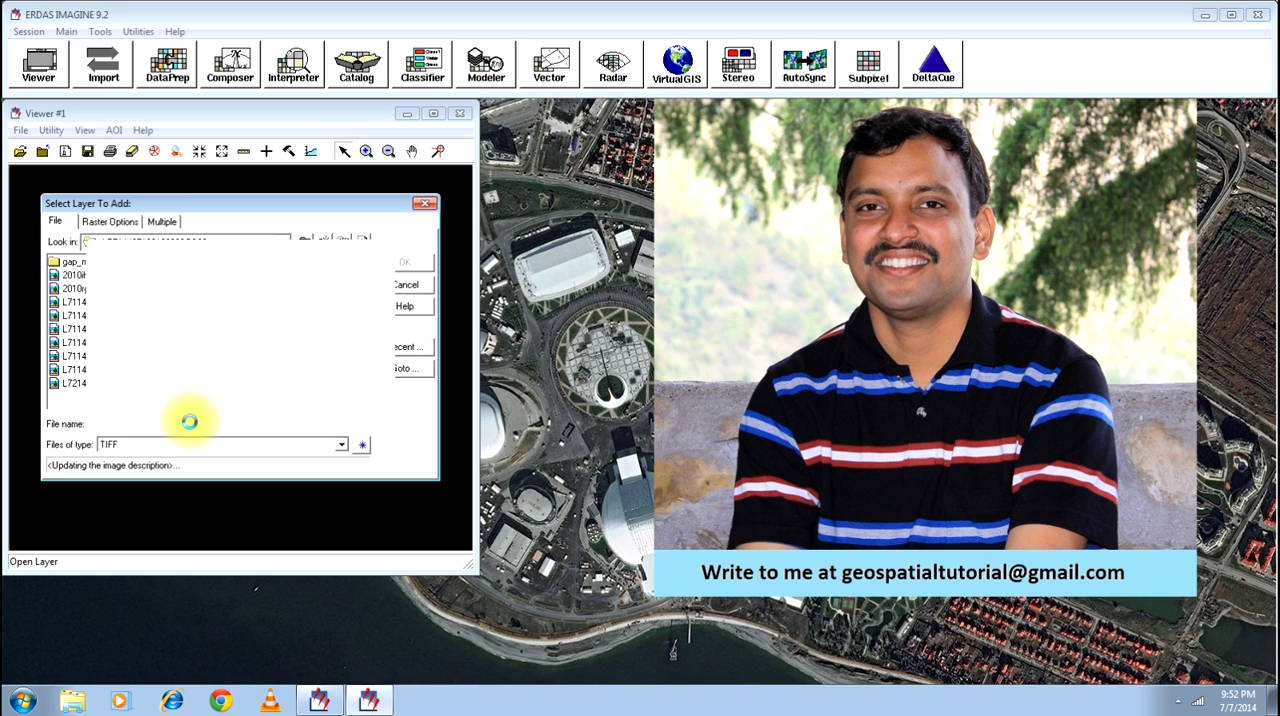 ERDAS IMAGINE 9.2
Session Main Tools Utilities Help
Viewer Import DataPrep Composer Interpreter Catalog Classifier Modeler Vector Radar VirtualGIS Stereo AutoSync Subpixel DeltaCue
Viewer #1
File Utility View AOI Help
Select Layer To Add:
File Raster Options Multiple
Look in:
OK
2010
Cancel
2010
L7114
Help
L7114
L7114
L7114
ecent ...
L7114
L7114
Goto ...
L7214
File name:
Files of type: TIFF
<Updating the image description>...
Open Layer
Write to me at geospatialtutorial@gmail.com
9:52 PM
7/7/2014